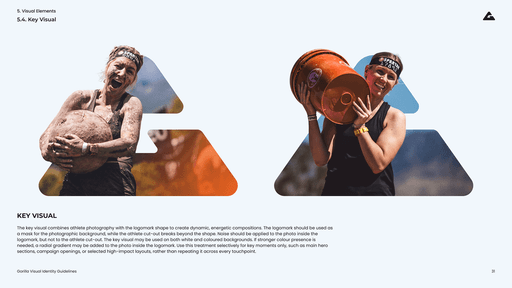 5. Visual Elements
5.4. Key Visual
KEY VISUAL
The key visual combines athlete photography with the logomark shape to create dynamic, energetic compositions. The logomark should be used as
a mask for the photographic background, while the athlete cut-out breaks beyond the shape. Noise should be applied to the photo inside the
logomark, but not to the athlete cut-out. The key visual may be used on both white and coloured backgrounds. If stronger colour presence is
needed, a radial gradient may be added to the photo inside the logomark. Use this treatment selectively for key moments only, such as main hero
sections, campaign openings, or selected high-impact layouts, rather than repeating it across every touchpoint.
Gorilla Visual Identity Guidelines